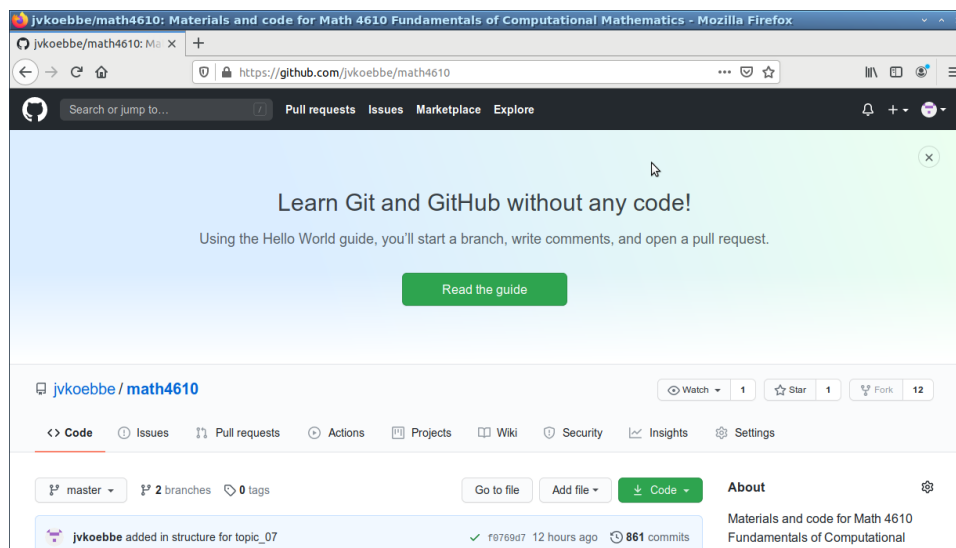 jvkoebbe/math4610: Materials and code for Math 4610 Fundamentals of Computational Mathematics - Mozilla Firefox
jvkoebbe/math4610: Ma
https://github.com/jvkoebbe/math4610
Search or jump to... / Pull requests Issues Marketplace Explore
Learn Git and GitHub without any code!
Using the Hello World guide, you’ll start a branch, write comments, and open a pull request.
Read the guide
jvkoebbe / math4610 Watch 1 Star 1 Fork 12
<> Code Issues Pull requests Actions Projects Wiki Security Insights Settings
master 2 branches 0 tags Go to file Add file Code About
Materials and code for Math 4610
jvkoebbe added in structure for topic_07 f0769d7 12 hours ago 861 commits Fundamentals of Computational